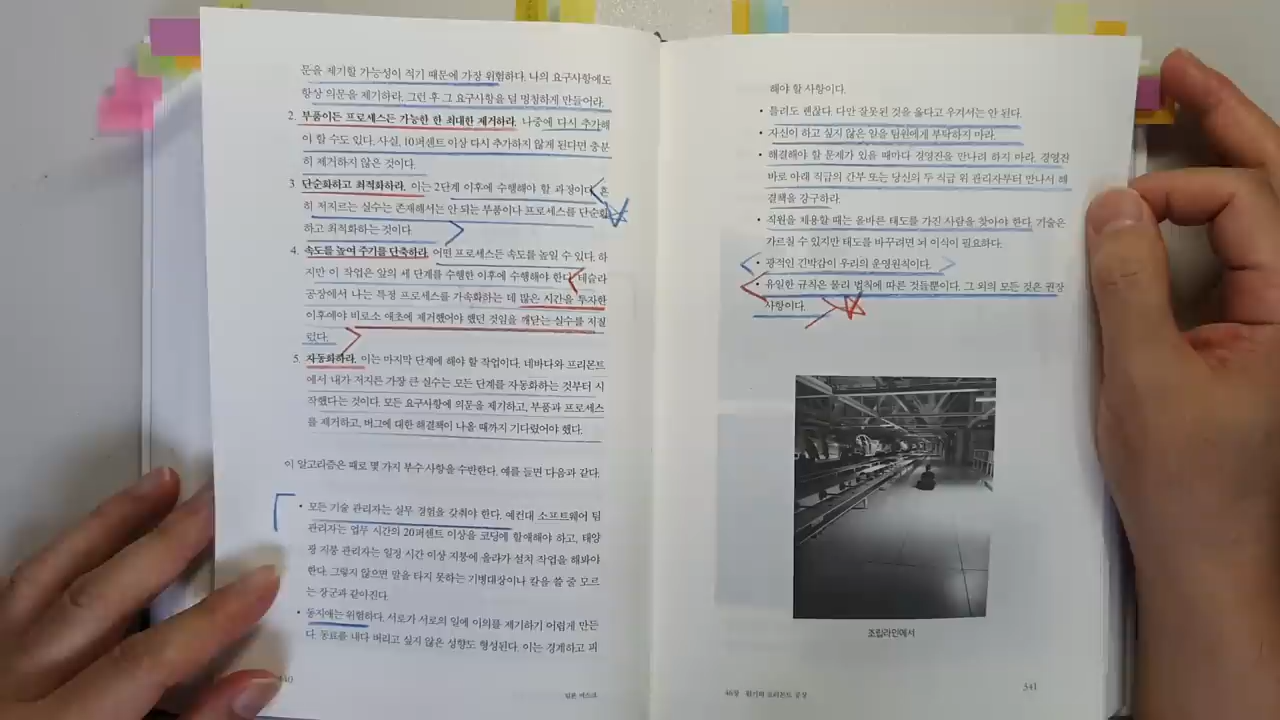 문을 제기할 가능성이 적기 때문에 가장 위험하다. 나의 요구사항에도
항상 의문을 제기하라. 그런 후 그 요구사항을 덜 멍청하게 만들어라.
2. 부품이든 프로세스든 가능한 한 최대한 제거하라. 나중에 다시 추가해
야 할 수도 있다. 사실, 10퍼센트 이상 다시 추가하지 않게 된다면 충분
히 제거하지 않은 것이다.
3 단순화하고 최적화하라. 이는 2단계 이후에 수행해야 할 과정이다. 흔
히 저지르는 실수는 존재해서는 안 되는 부품이나 프로세스를 단순화
하고 최적화하는 것이다.
4. 속도를 높여 주기를 단축하라. 어떤 프로세스든 속도를 높일 수 있다. 하
지만 이 작업은 앞의 세 단계를 수행한 이후에 수행해야 한다. 테슬라
공장에서 나는 특정 프로세스를 가속화하는 데 많은 시간을 투자한
이후에야 비로소 애초에 제거했어야 했던 것임을 깨닫는 실수를 저질
렀다.
5. 자동화하라. 이는 마지막 단계에 해야 할 작업이다. 네바다와 프리몬트
에서 내가 저지른 가장 큰 실수는 모든 단계를 자동화하는 것부터 시
작했다는 것이다. 모든 요구사항에 의문을 제기하고, 부품과 프로세스
를 제거하고, 버그에 대한 해결책이 나올 때까지 기다렸어야 했다.
이 알고리즘은 때로 몇 가지 부수 사항을 수반한다. 예를 들면 다음과 같다.
• 모든 기술 관리자는 실무 경험을 갖춰야 한다. 예컨대 소프트웨어 팀
관리자는 업무 시간의 20퍼센트 이상을 코딩에 할애해야 하고, 태양
광 지붕 관리자는 일정 시간 이상 지붕에 올라가 설치 작업을 해봐야
한다. 그렇지 않으면 말을 타지 못하는 기병대장이나 칼을 쓸 줄 모르
는 장군과 같아진다.
• 동지애는 위험하다. 서로가 서로의 일에 이의를 제기하기 어렵게 만든
다. 동료를 내다 버리고 싶지 않은 성향도 형성된다. 이는 경계하고 피
340
일론 머스크
해야 할 사항이다.
• 틀려도 괜찮다. 다만 잘못된 것을 옳다고 우겨서는 안 된다.
• 자신이 하고 싶지 않은 일을 팀원에게 부탁하지 마라.
• 해결해야 할 문제가 있을 때마다 경영진을 만나려 하지 마라. 경영진
바로 아래 직급의 간부 또는 당신의 두 직급 위 관리자부터 만나서 해
결책을 강구하라.
• 직원을 채용할 때는 올바른 태도를 가진 사람을 찾아야 한다. 기술은
가르칠 수 있지만 태도를 바꾸려면 뇌 이식이 필요하다.
• 광적인 긴박감이 우리의 운영원칙이다.
• 유일한 규칙은 물리 법칙에 따른 것들뿐이다. 그 외의 모든 것은 권장
사항이다.
조립라인에서
46장 위기의 프리몬트 공장
341